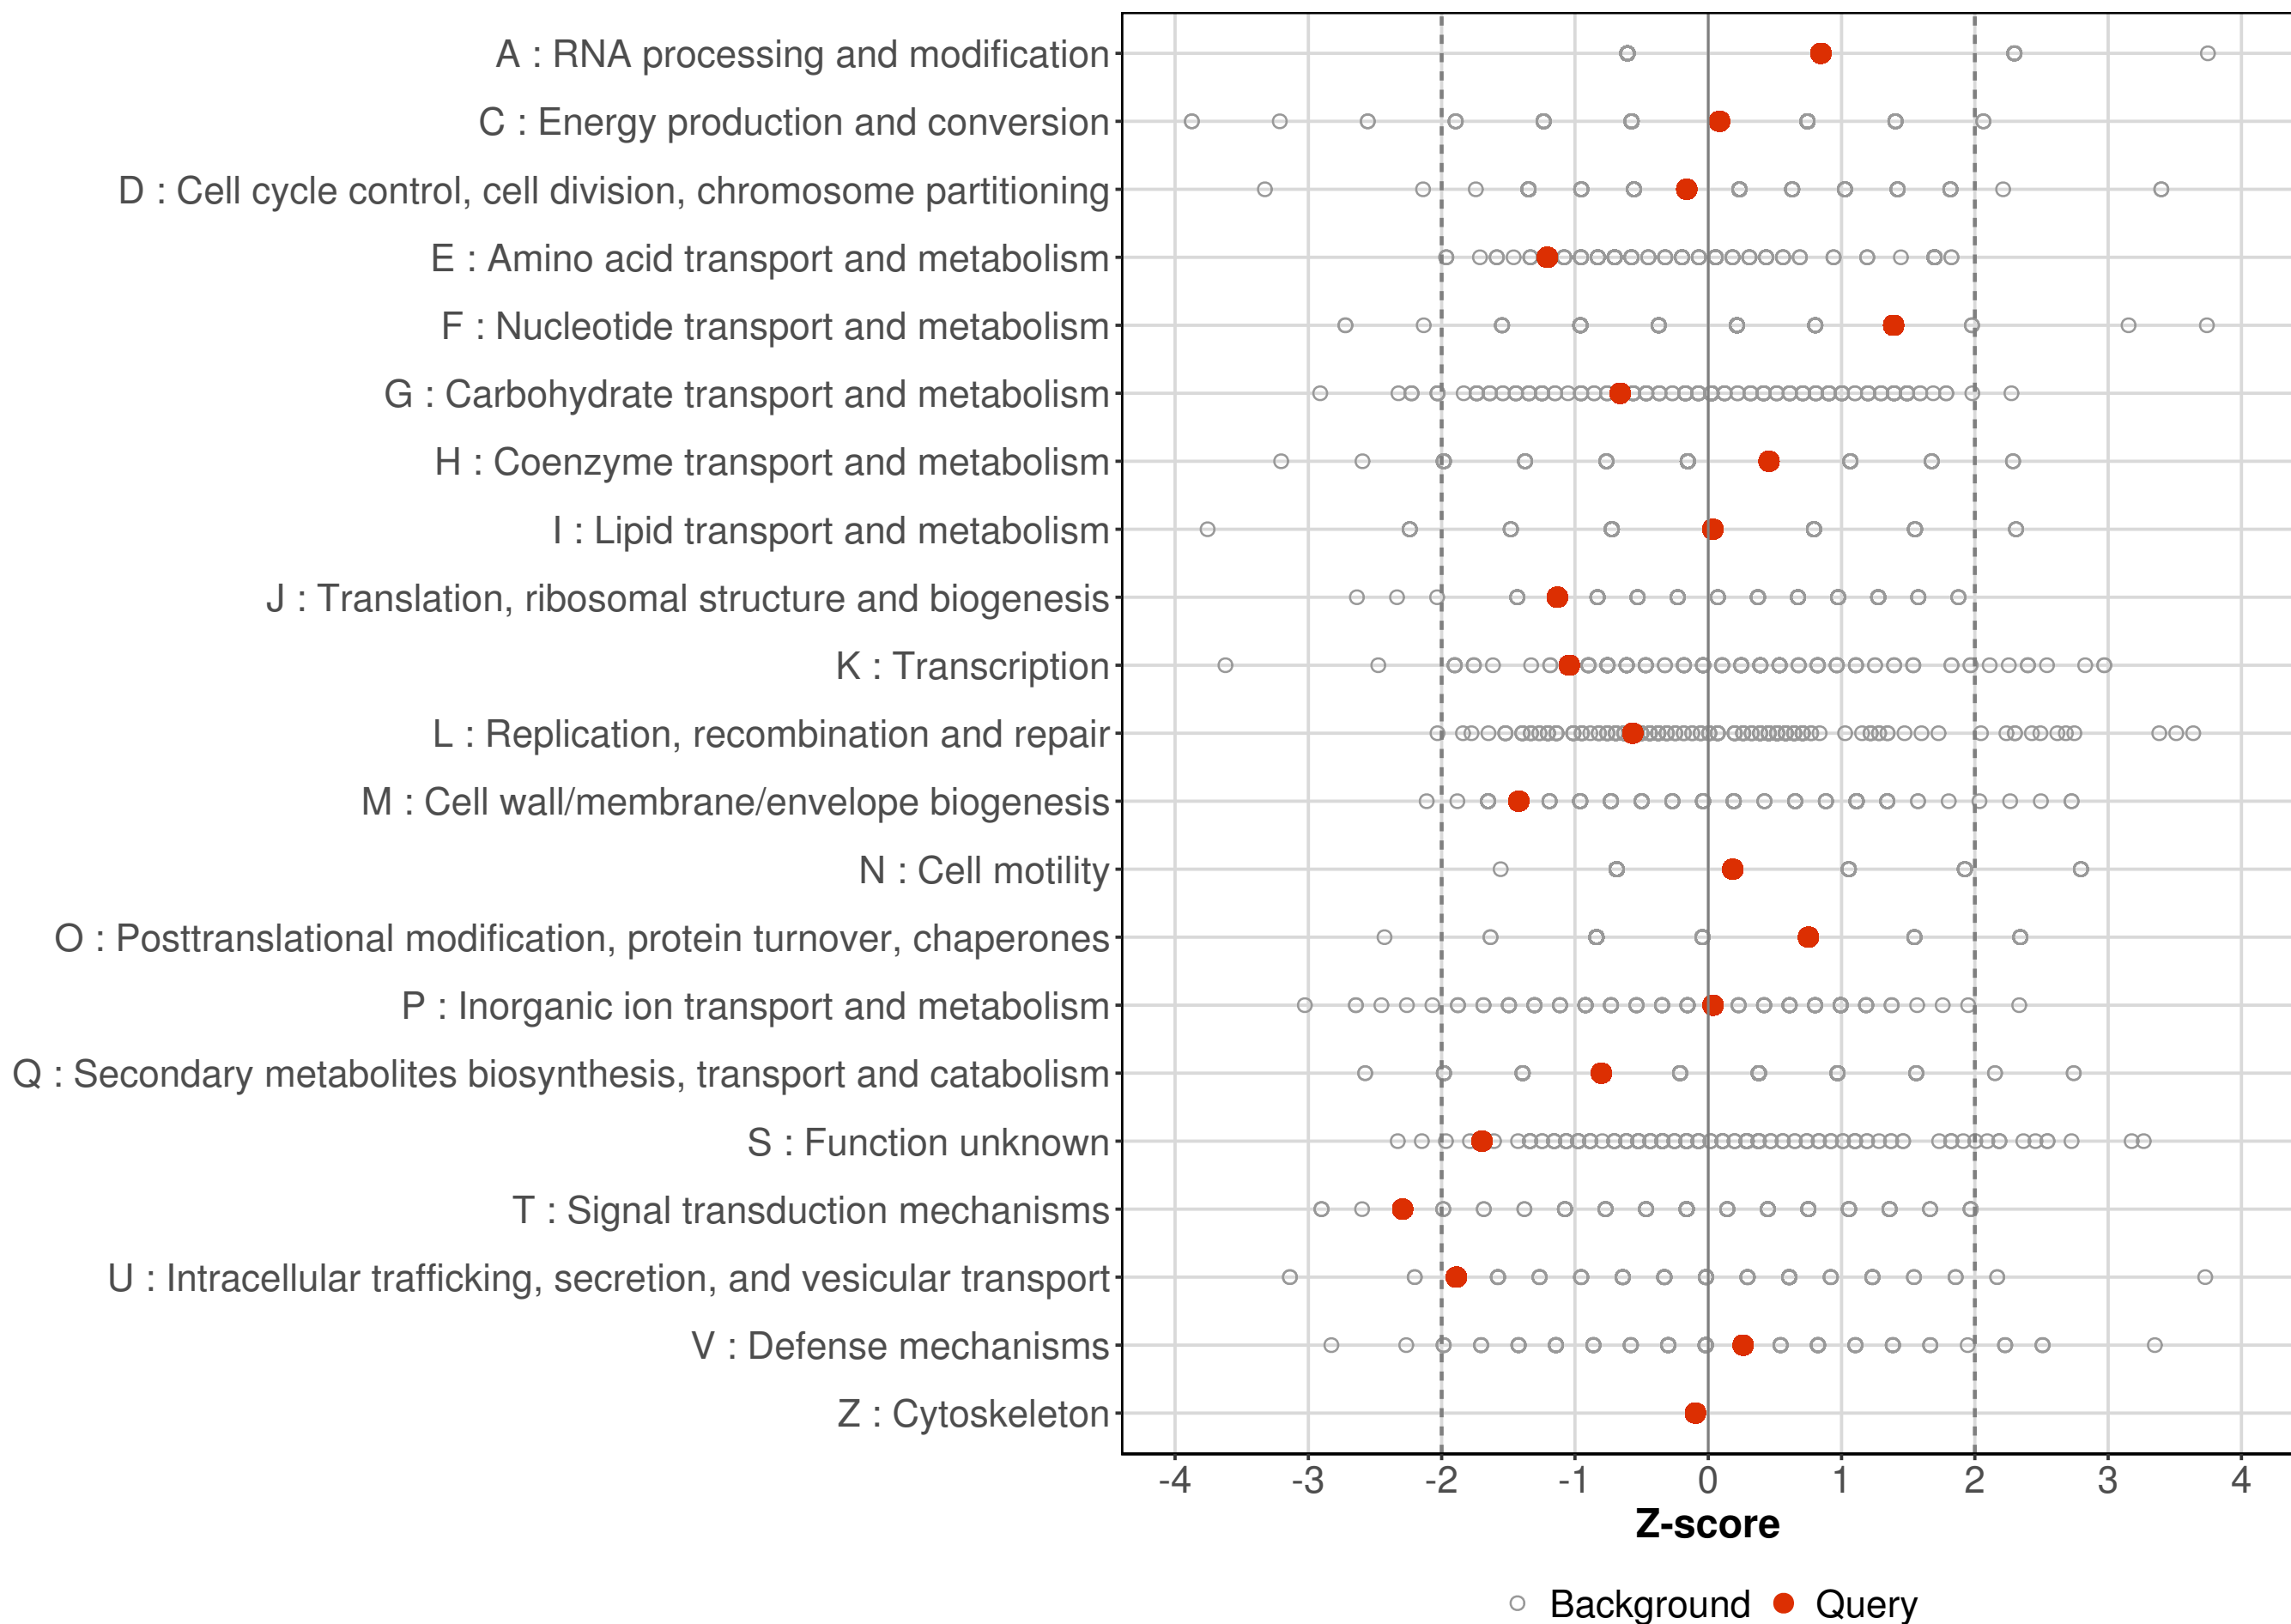 A : RNA processing and modification
C : Energy production and conversion
D : Cell cycle control, cell division, chromosome partitioning
E : Amino acid transport and metabolism
F : Nucleotide transport and metabolism
G : Carbohydrate transport and metabolism
H : Coenzyme transport and metabolism
I : Lipid transport and metabolism
J : Translation, ribosomal structure and biogenesis
K : Transcription
L : Replication, recombination and repair
M : Cell wall/membrane/envelope biogenesis
N : Cell motility
O : Posttranslational modification, protein turnover, chaperones
P : Inorganic ion transport and metabolism
Q : Secondary metabolites biosynthesis, transport and catabolism
S : Function unknown
T : Signal transduction mechanisms
U : Intracellular trafficking, secretion, and vesicular transport
V : Defense mechanisms
Z : Cytoskeleton
-4 -3 -2 -1 0 1 2 3 4
Z-score
Background Query